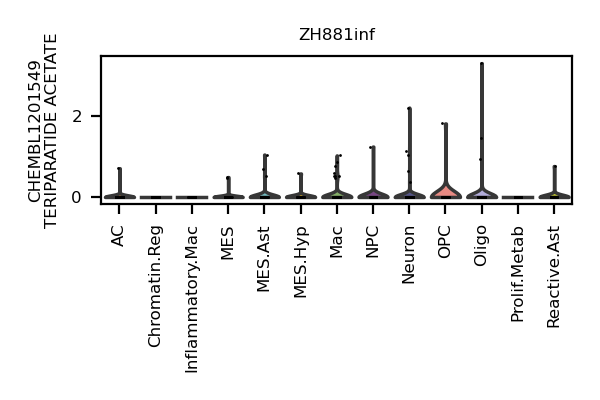 ZH881inf
CHEMBL1201549
TERIPARATIDE ACETATE
2
0
AC
Chromatin.Reg
Inflammatory.Mac
MES
MES.Ast
MES.Hyp
Mac
NPC
Neuron
OPC
Oligo
Prolif.Metab
Reactive.Ast